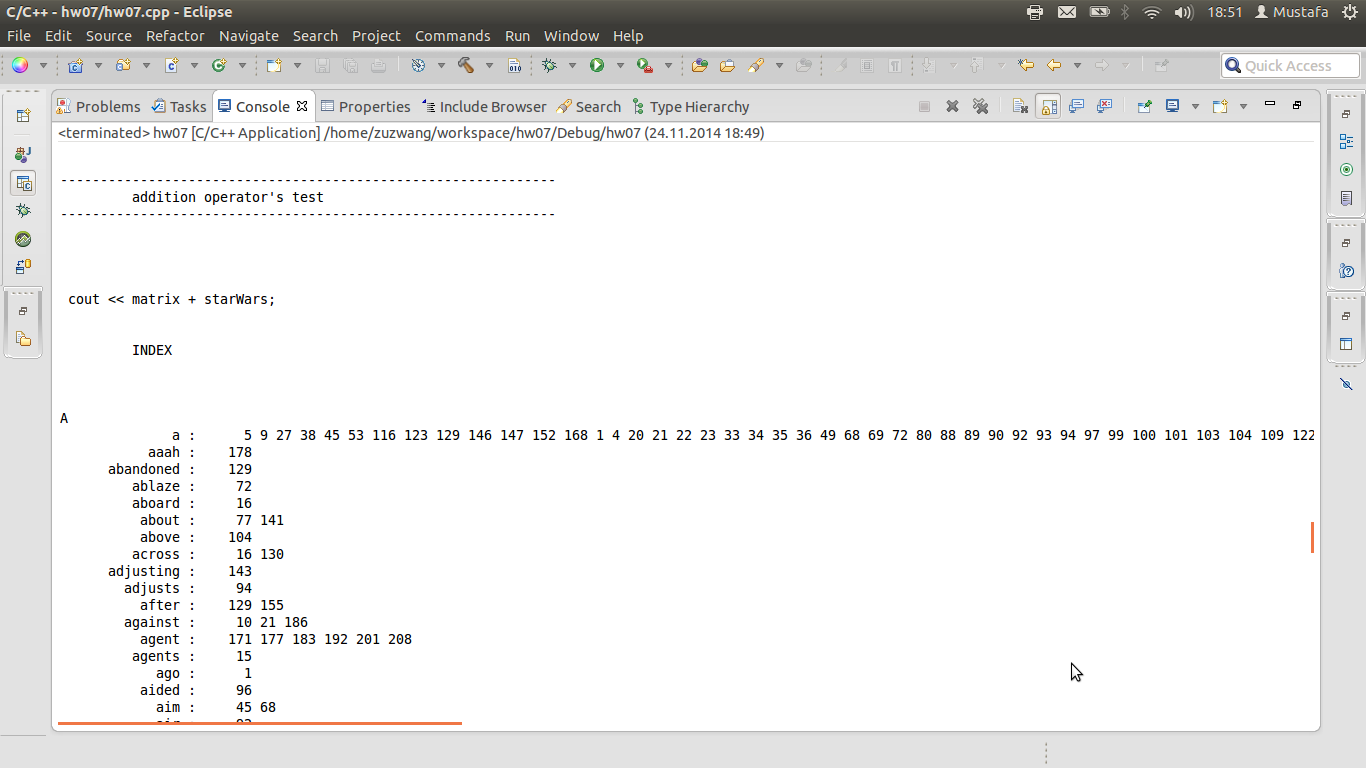 C/C++ - hw07/hw07.cpp - Eclipse
18:51 Mustafa
File Edit Source Refactor Navigate Search Project Commands Run Window Help
Quick Access
Problems Tasks Console Properties Include Browser Search Type Hierarchy
<terminated> hw07 [C/C++ Application] /home/zuzwang/workspace/hw07/Debug/hw07 (24.11.2014 18:49)
--------------------------------------------------------------
addition operator's test
--------------------------------------------------------------
cout << matrix + starWars;
INDEX
A
a : 5 9 27 38 45 53 116 123 129 146 147 152 168 1 4 20 21 22 23 33 34 35 36 49 68 69 72 80 88 89 90 92 93 94 97 99 100 101 103 104 109 122
aaah : 178
abandoned : 129
ablaze : 72
aboard : 16
about : 77 141
above : 104
across : 16 130
adjusting : 143
adjusts : 94
after : 129 155
against : 10 21 186
agent : 171 177 183 192 201 208
agents : 15
ago : 1
aided : 96
aim : 45 68